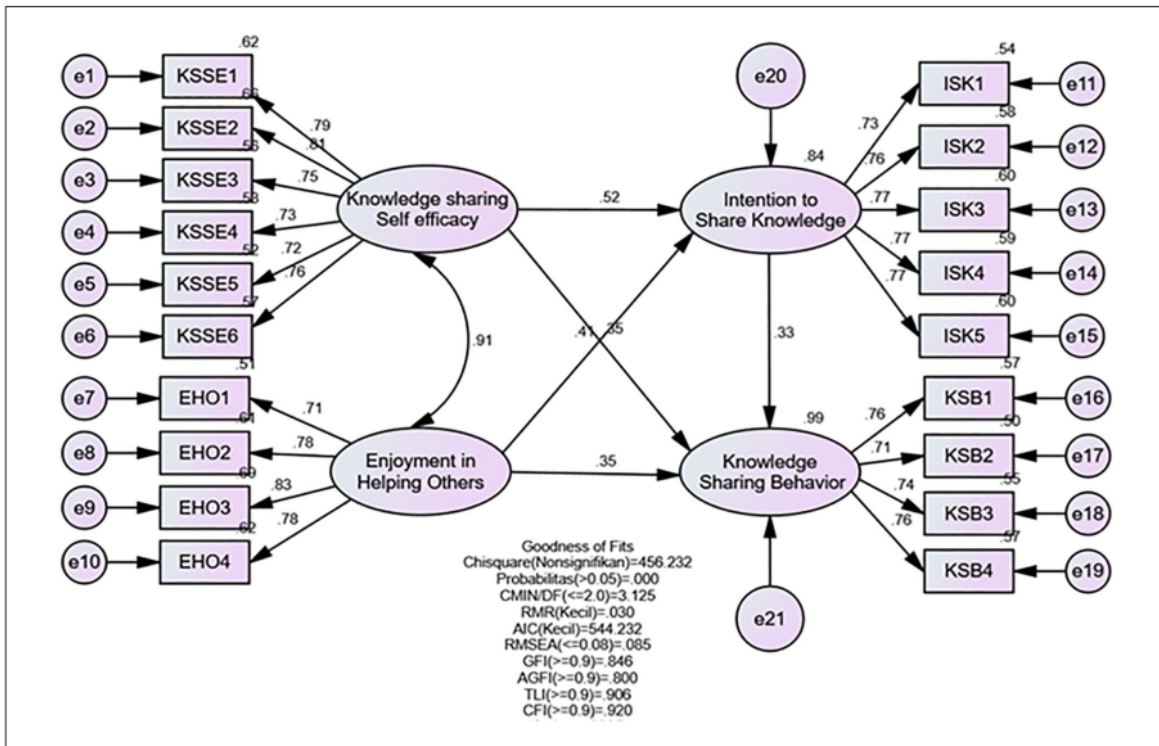 .62
e1
KSSE1
.66
e2
KSSE2
.56
e3
KSSE3
.53
e4
KSSE4
.52
e5
KSSE5
.57
e6
KSSE6
.51
e7
EHO1
.61
e8
EHO2
.69
e9
EHO3
.62
e10
EHO4
.79
.81
.75
.73
.72
.76
.71
.78
.83
.78
Knowledge sharing
Self efficacy
.91
Enjoyment in
Helping Others
.52
.41
.35
.35
.33
e20
.84
Intention to
Share Knowledge
.99
Knowledge
Sharing Behavior
e21
.73
.76
.77
.77
.77
.76
.71
.74
.76
.54
ISK1
e11
.58
ISK2
e12
.60
ISK3
e13
.59
ISK4
e14
.60
ISK5
e15
.57
KSB1
e16
.50
KSB2
e17
.55
KSB3
e18
.57
KSB4
e19
Goodness of Fits
Chisquare(Nonsignifikan)=456.232
Probabilitas(>0.05)=.000
CMIN/DF(<=2.0)=3.125
RMR(Kecil)=.030
AIC(Kecil)=544.232
RMSEA(<=0.08)=.085
GFI(>=0.9)=.846
AGFI(>=0.9)=.800
TLI(>=0.9)=.906
CFI(>=0.9)=.920